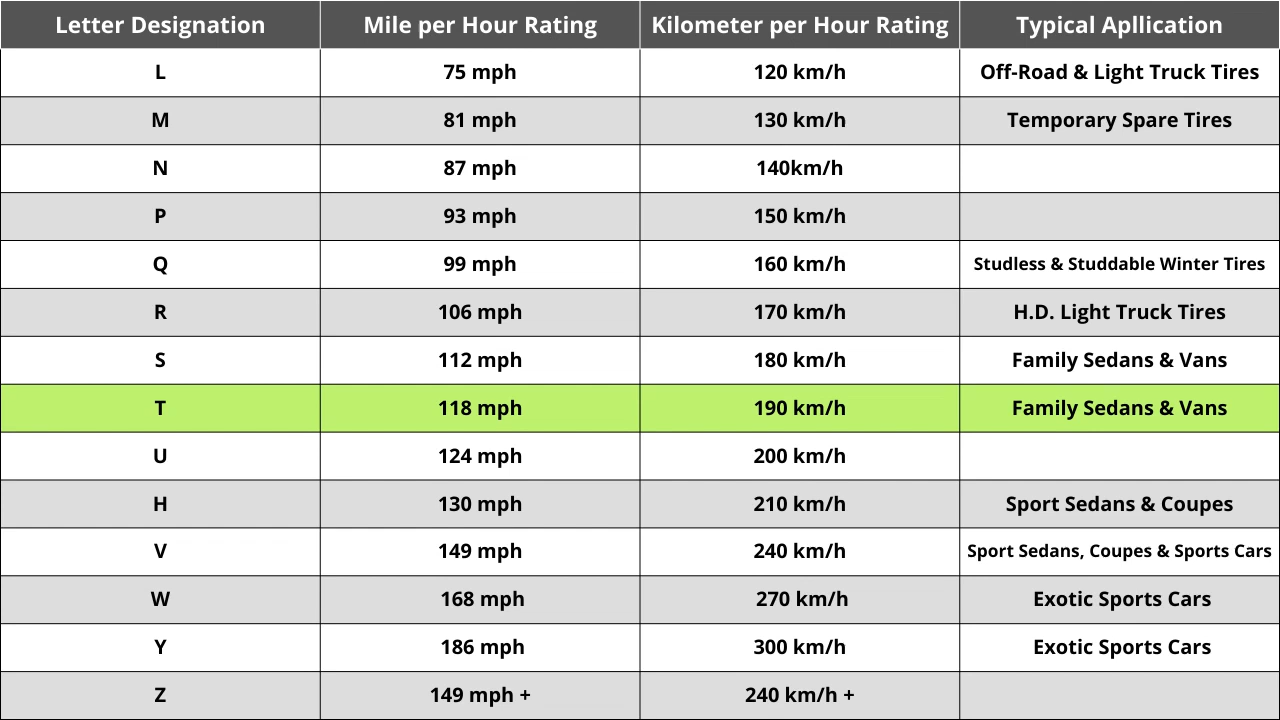 Letter Designation Mile per Hour Rating Kilometer per Hour Rating Typical Apllication
L 75 mph 120 km/h Off-Road & Light Truck Tires
M 81 mph 130 km/h Temporary Spare Tires
N 87 mph 140km/h
P 93 mph 150 km/h
Q 99 mph 160 km/h Studless & Studdable Winter Tires
R 106 mph 170 km/h H.D. Light Truck Tires
S 112 mph 180 km/h Family Sedans & Vans
T 118 mph 190 km/h Family Sedans & Vans
U 124 mph 200 km/h
H 130 mph 210 km/h Sport Sedans & Coupes
V 149 mph 240 km/h Sport Sedans, Coupes & Sports Cars
W 168 mph 270 km/h Exotic Sports Cars
Y 186 mph 300 km/h Exotic Sports Cars
Z 149 mph + 240 km/h +